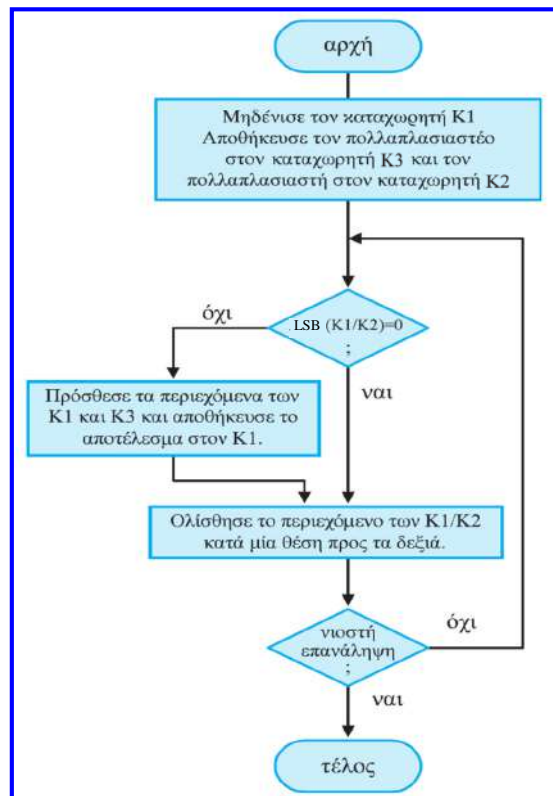 αρχή
Μηδένισε τον καταχωρητή Κ1
Αποθήκευσε τον πολλαπλασιαστέο
στον καταχωρητή Κ3 και τον
πολλαπλασιαστή στον καταχωρητή Κ2
LSB (Κ1/Κ2)=0
;
όχι
ναι
Πρόσθεσε τα περιεχόμενα των
Κ1 και Κ3 και αποθήκευσε το
αποτέλεσμα στον Κ1.
Ολίσθησε το περιεχόμενο των Κ1/Κ2
κατά μία θέση προς τα δεξιά.
νιοστή
επανάληψη
;
όχι
ναι
τέλος